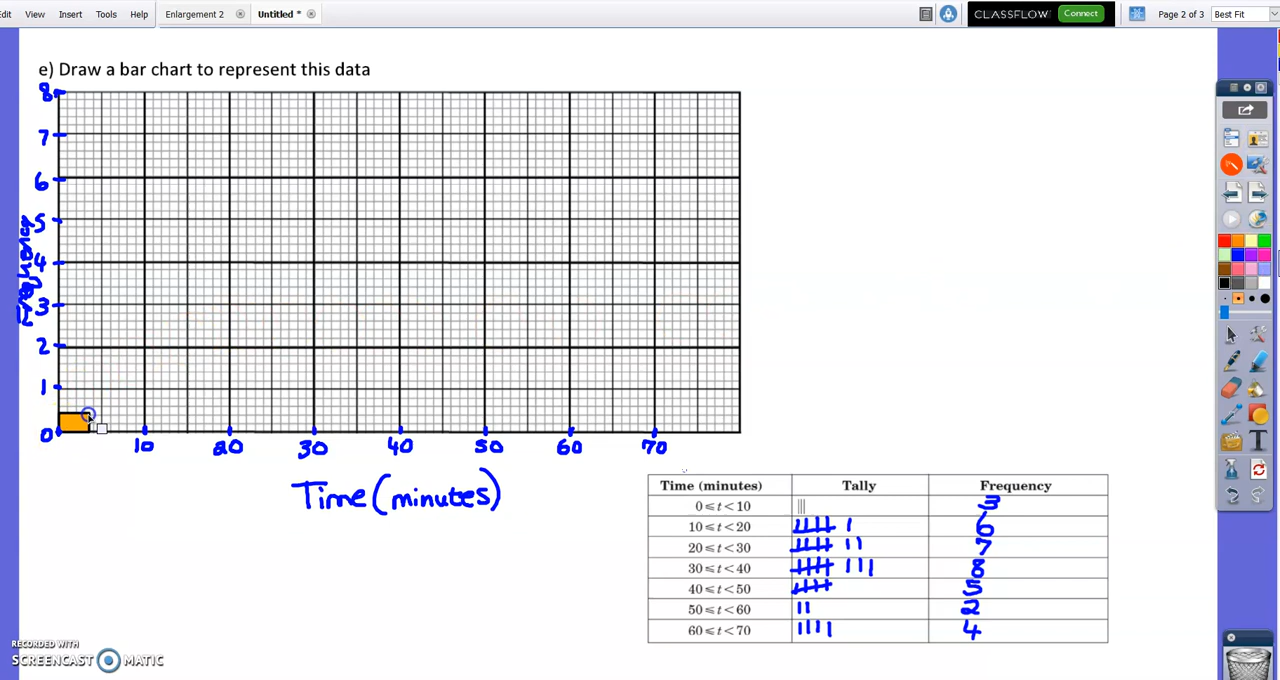 Edit View Insert Tools Help Enlargement 2 Untitled * CLASSFLOW Connect Page 2 of 3 Best Fit
e) Draw a bar chart to represent this data
8
7
6
5
4
3
2
1
0
Frequency
10 20 30 40 50 60 70
Time (minutes)
Time (minutes) Tally Frequency
0 ⩽ t < 10 3
10 ⩽ t < 20 6
20 ⩽ t < 30 7
30 ⩽ t < 40 8
40 ⩽ t < 50 5
50 ⩽ t < 60 2
60 ⩽ t < 70 4
RECORDED WITH
SCREENCAST MATIC